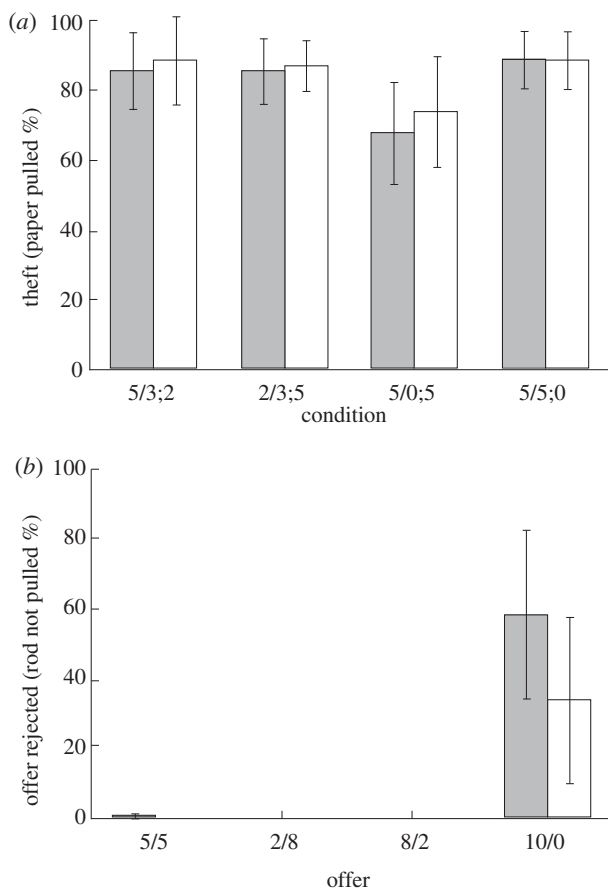 (a)
100
80
60
40
20
0
theft (paper pulled %)
5/3;2 2/3;5 5/0;5 5/5;0
condition
(b)
100
80
60
40
20
0
offer rejected (rod not pulled %)
5/5 2/8 8/2 10/0
offer